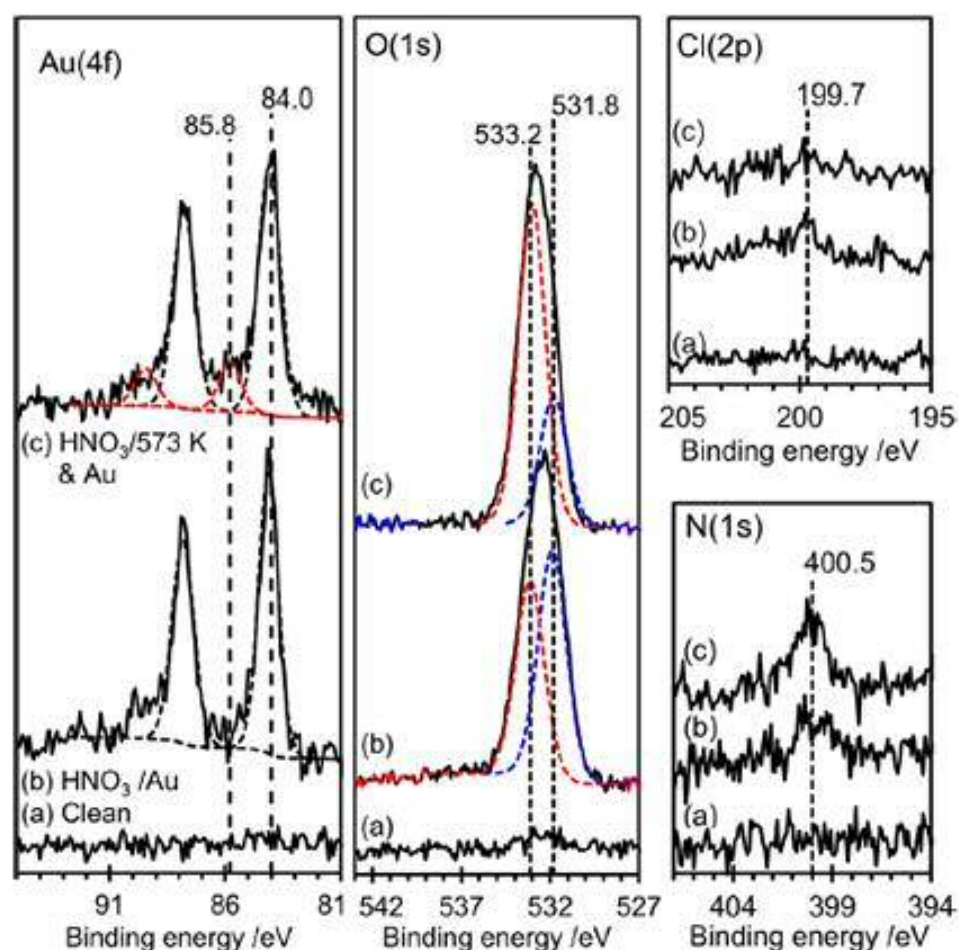 Au(4f)
85.8
84.0
(c) HNO₃/573 K
& Au
(b) HNO₃ /Au
(a) Clean
91
86
81
Binding energy /eV
O(1s)
533.2
531.8
(c)
(b)
(a)
542
537
532
527
Binding energy /eV
Cl(2p)
199.7
(c)
(b)
(a)
205
200
195
Binding energy /eV
N(1s)
400.5
(c)
(b)
(a)
404
399
394
Binding energy /eV